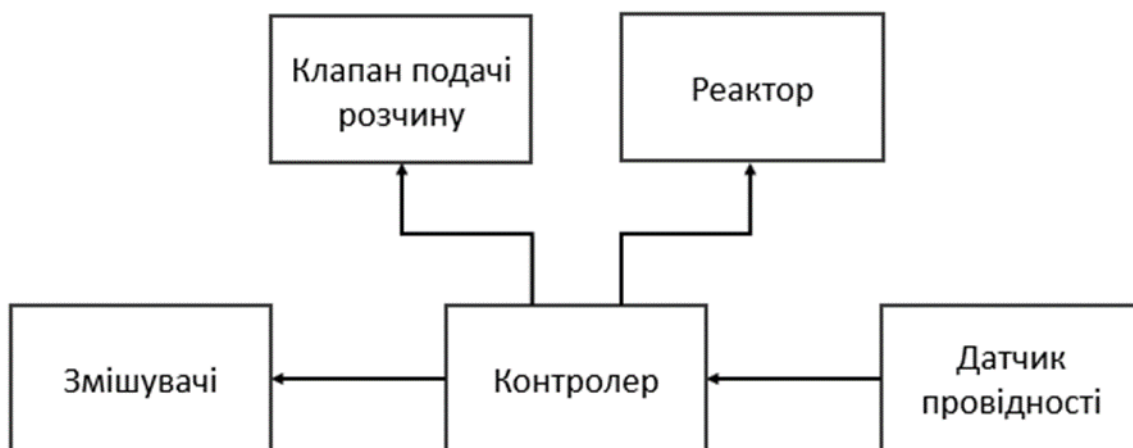 Клапан подачі
розчину
Реактор
Змішувачі
Контролер
Датчик
провідності